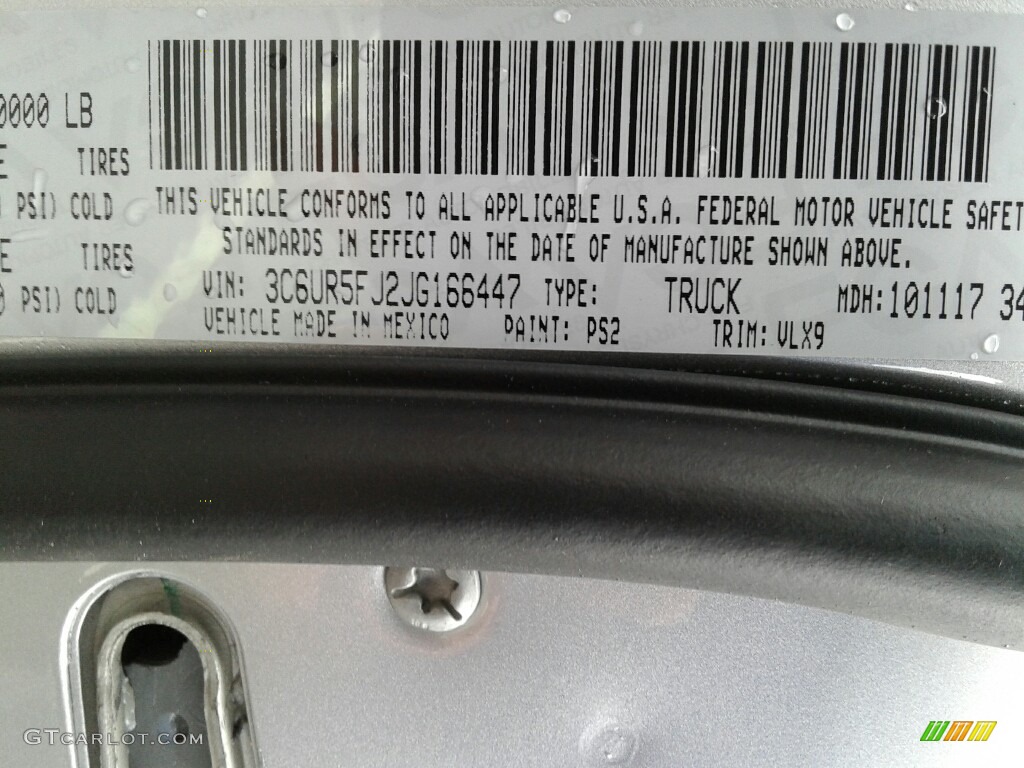 0000 LB
TIRES
PSI) COLD
TIRES
PSI) COLD
THIS VEHICLE CONFORMS TO ALL APPLICABLE U.S.A. FEDERAL MOTOR VEHICLE SAFET
STANDARDS IN EFFECT ON THE DATE OF MANUFACTURE SHOWN ABOVE.
VIN: 3C6UR5FJ2JG166447 TYPE: TRUCK MDH: 101117 34
VEHICLE MADE IN MEXICO PAINT: PS2 TRIM: VLX9
GTCARLOT.COM